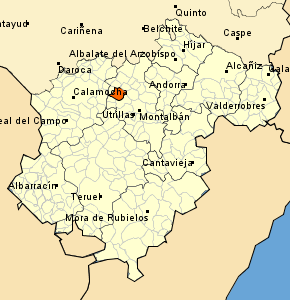 Quinto
atayud
Cariñena
Belchite
Caspe
Híjar
Albalate del Arzobispo
Daroca
Alcañiz
Calamocha
Andorra
Valderrobres
Utrillas
Montalbán
eal del Campo
Cantavieja
Albarracín
Teruel
Mora de Rubielos